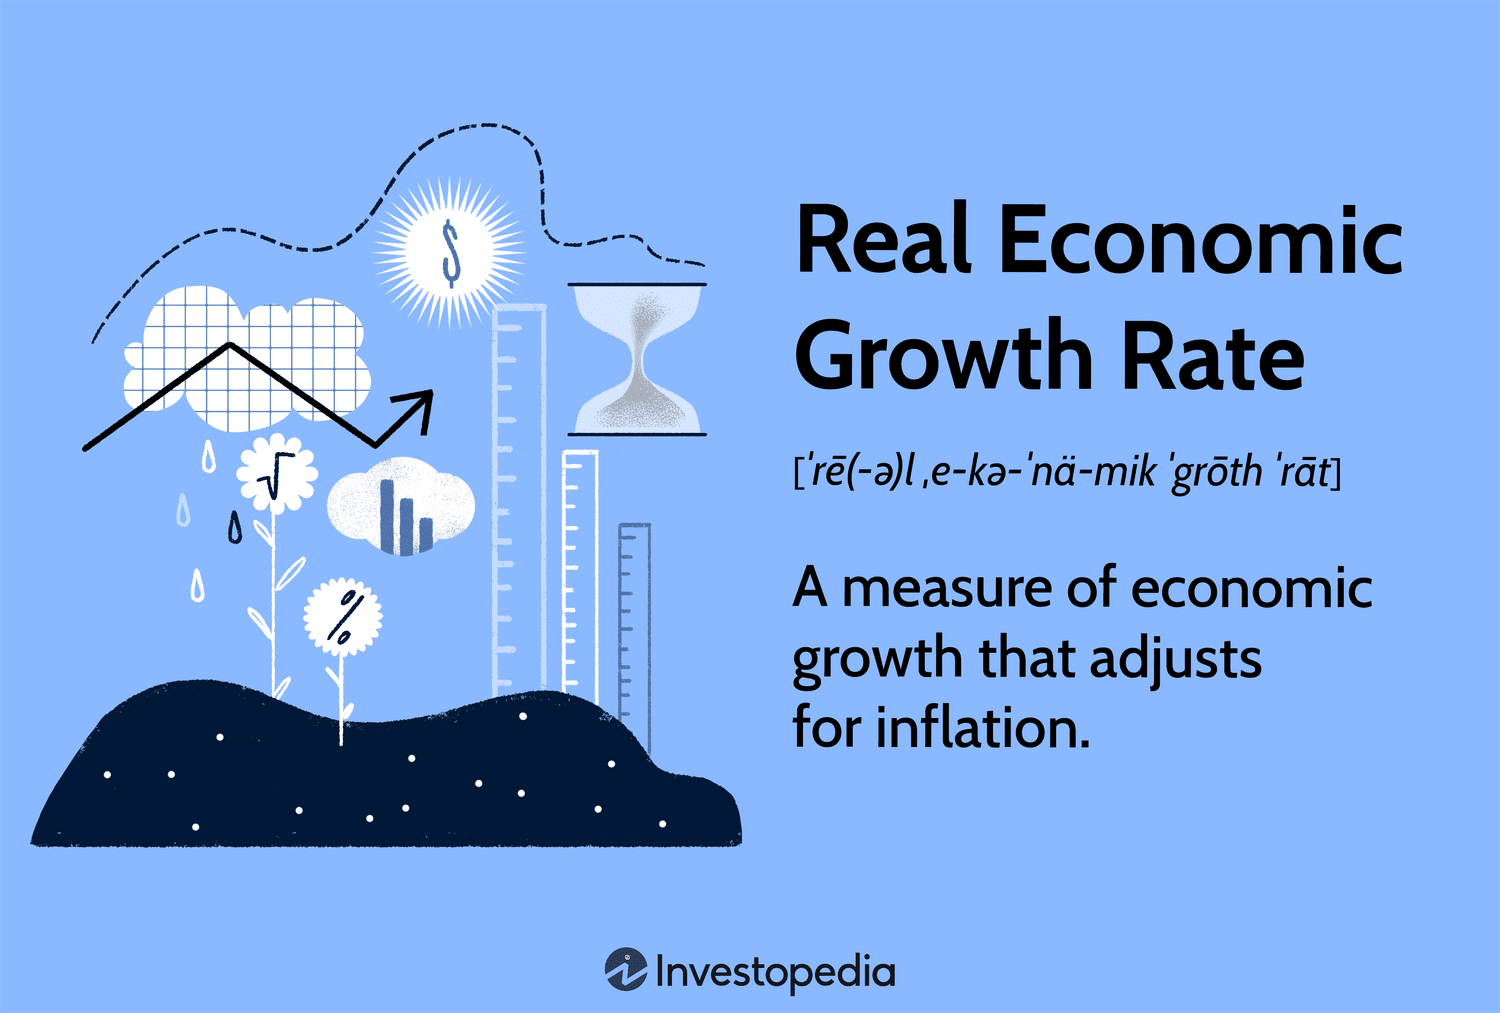 $
√
%
Real Economic
Growth Rate
[ˈrē(-ə)l ˌe-kə-ˈnä-mik ˈgrōth ˈrāt]
A measure of economic
growth that adjusts
for inflation.
Investopedia